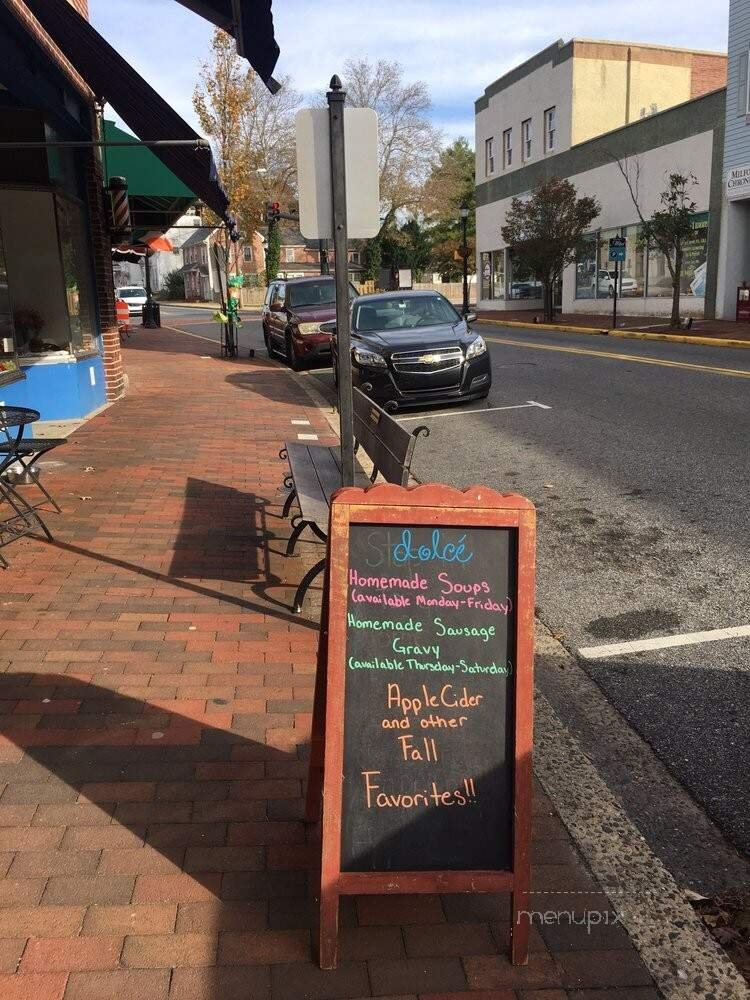 dolcé
Homemade Soups
(available Monday-Friday)
Homemade Sausage
Gravy
(available Thursday-Saturday)
Apple Cider
and other
Fall
Favorites!!
menupix